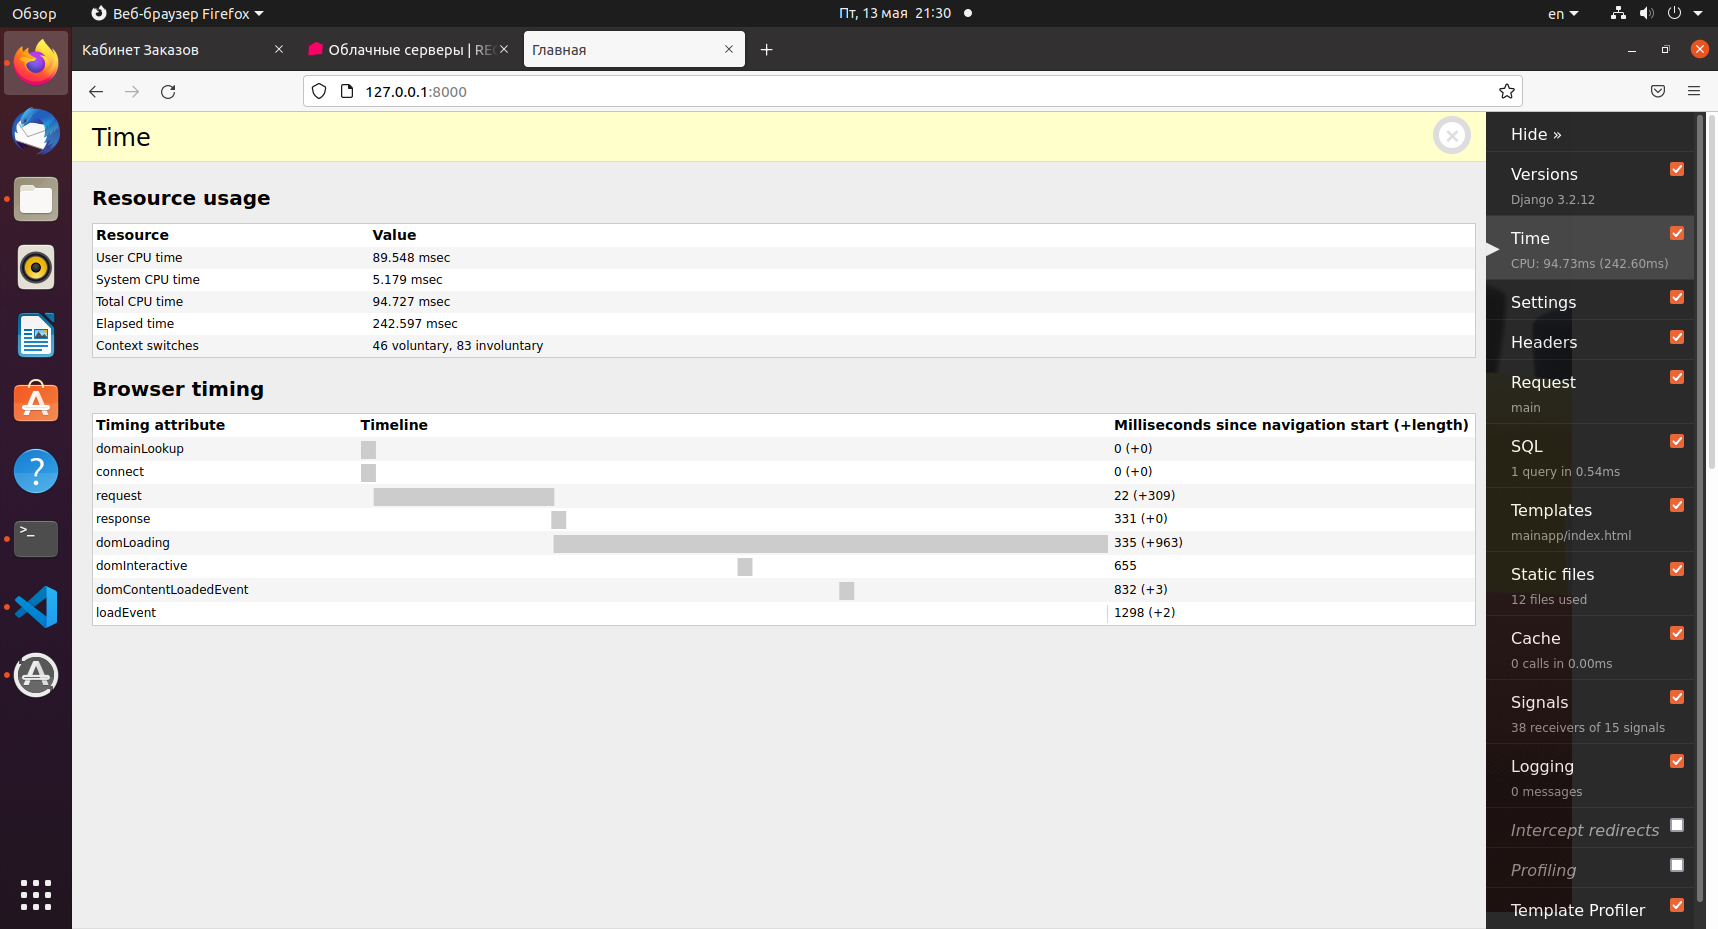 Обзор
Веб-браузер Firefox
Пт, 13 мая 21:30
en
Кабинет Заказов
Облачные серверы | REG
Главная
127.0.0.1:8000
Time
Resource usage
Resource Value
User CPU time 89.548 msec
System CPU time 5.179 msec
Total CPU time 94.727 msec
Elapsed time 242.597 msec
Context switches 46 voluntary, 83 involuntary
Browser timing
Timing attribute Timeline Milliseconds since navigation start (+length)
domainLookup 0 (+0)
connect 0 (+0)
request 22 (+309)
response 331 (+0)
domLoading 335 (+963)
domInteractive 655
domContentLoadedEvent 832 (+3)
loadEvent 1298 (+2)
Hide »
Versions
Django 3.2.12
Time
CPU: 94.73ms (242.60ms)
Settings
Headers
Request
main
SQL
1 query in 0.54ms
Templates
mainapp/index.html
Static files
12 files used
Cache
0 calls in 0.00ms
Signals
38 receivers of 15 signals
Logging
0 messages
Intercept redirects
Profiling
Template Profiler